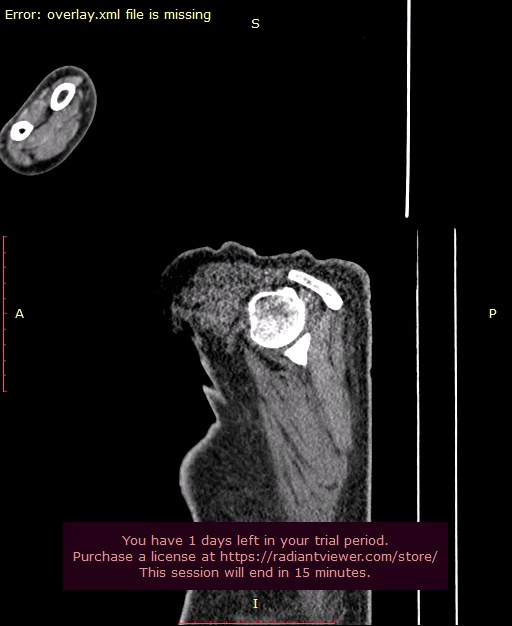 Error: overlay.xml file is missing
S
A
P
You have 1 days left in your trial period.
Purchase a license at https://radiantviewer.com/store/
This session will end in 15 minutes.
I